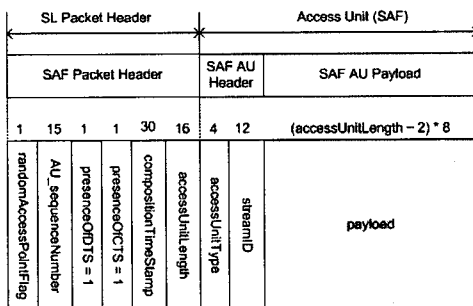 SL Packet Header
Access Unit (SAF)
SAF Packet Header
SAF AU Header
SAF AU Payload
1 15 1 1 30 16 4 12 (accessUnitLength – 2) * 8
randomAccessPointFlag
AU_sequenceNumber
presenceOfDTS = 1
presenceOfCTS = 1
compositionTimeStamp
accessUnitLength
accessUnitType
streamID
payload